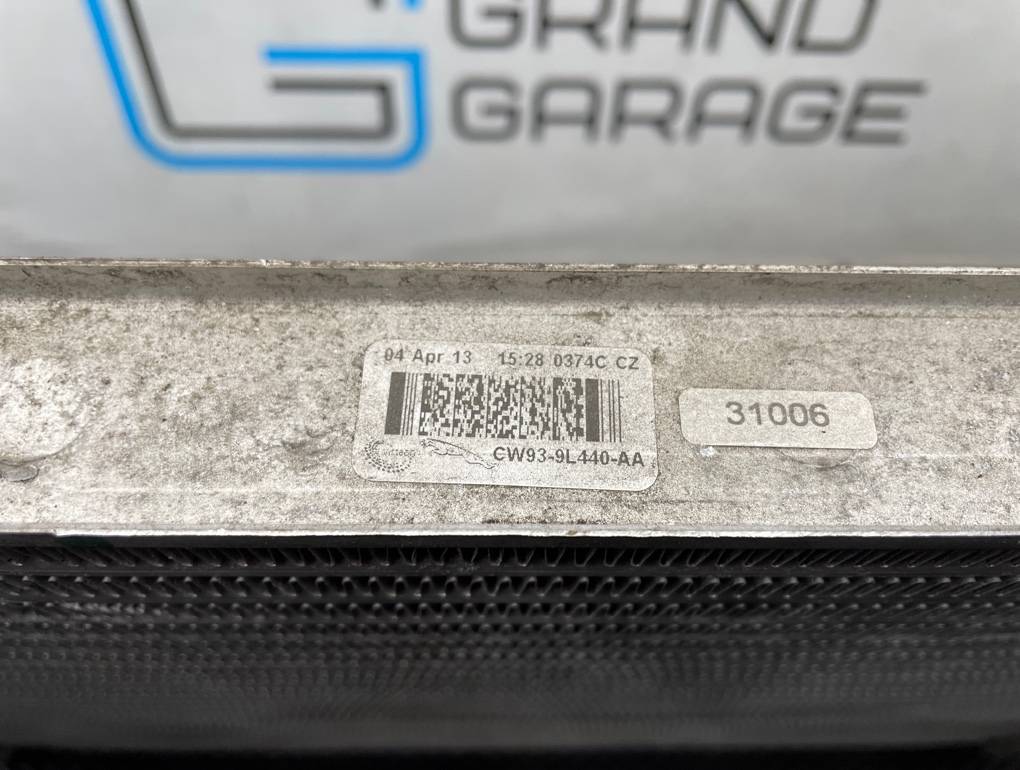 GRAND
GARAGE
04 Apr 13 15:28 0374C CZ
CW93-9L440-AA
31006